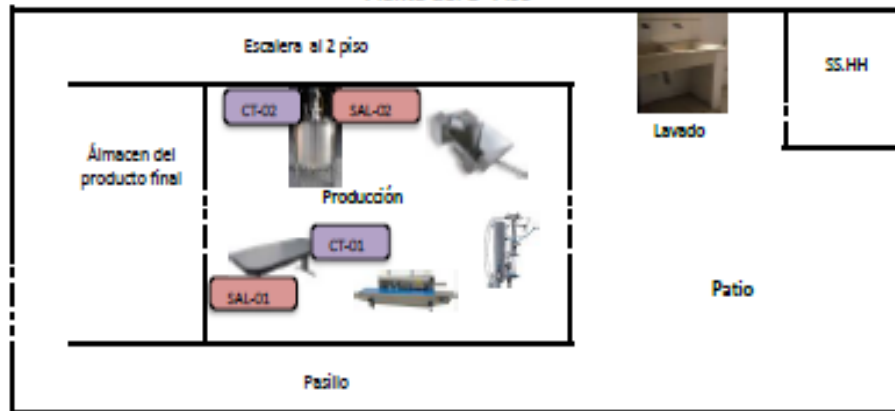 Escalera al 2 piso
SS.HH
CT-02
SAL-02
Lavado
Álmacen del
producto final
Producción
CT-01
SAL-01
Patio
Pasillo